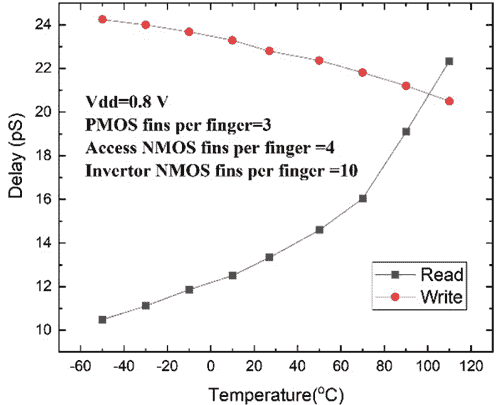 24
22
20
18
16
14
12
10
Delay (pS)
Vdd=0.8 V
PMOS fins per finger=3
Access NMOS fins per finger =4
Invertor NMOS fins per finger =10
Read
Write
-60 -40 -20 0 20 40 60 80 100 120
Temperature(⁰C)